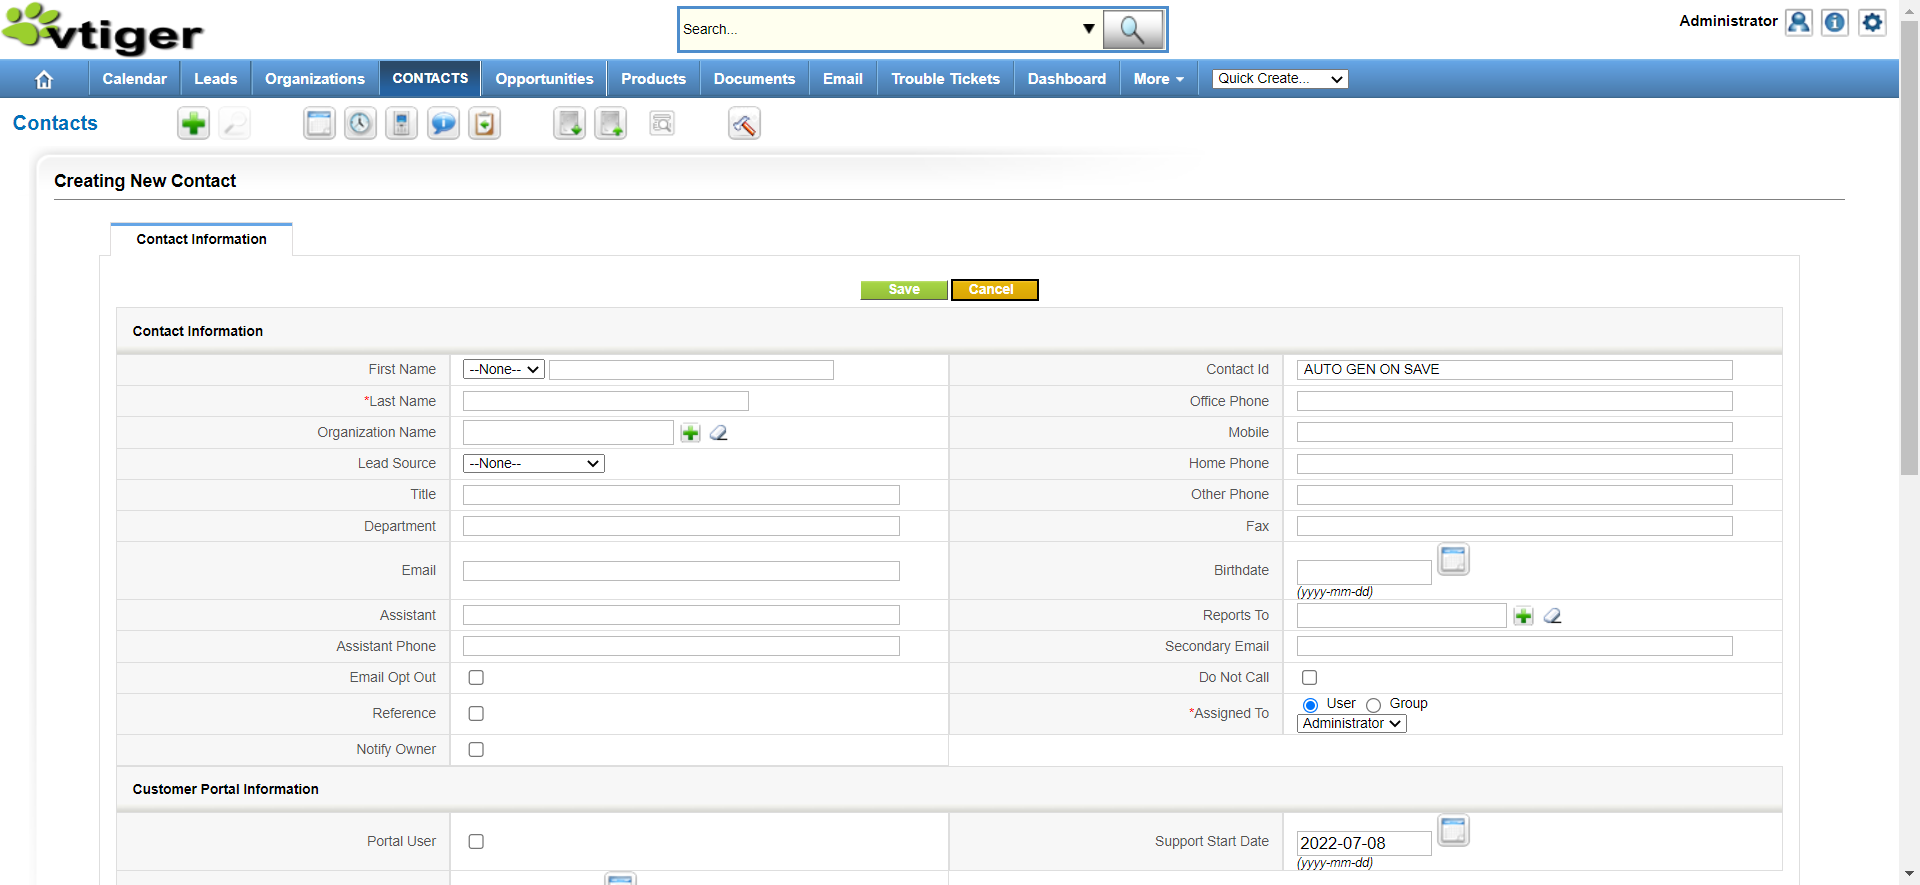 vtiger
Search...
Administrator
Calendar
Leads
Organizations
CONTACTS
Opportunities
Products
Documents
Email
Trouble Tickets
Dashboard
More
Quick Create...
Contacts
Creating New Contact
Contact Information
Save
Cancel
Contact Information
First Name
--None--
Contact Id
AUTO GEN ON SAVE
*Last Name
Office Phone
Organization Name
Mobile
Lead Source
--None--
Home Phone
Title
Other Phone
Department
Fax
Email
Birthdate
(yyyy-mm-dd)
Assistant
Reports To
Assistant Phone
Secondary Email
Email Opt Out
Do Not Call
Reference
*Assigned To
User
Group
Administrator
Notify Owner
Customer Portal Information
Portal User
Support Start Date
2022-07-08
(yyyy-mm-dd)